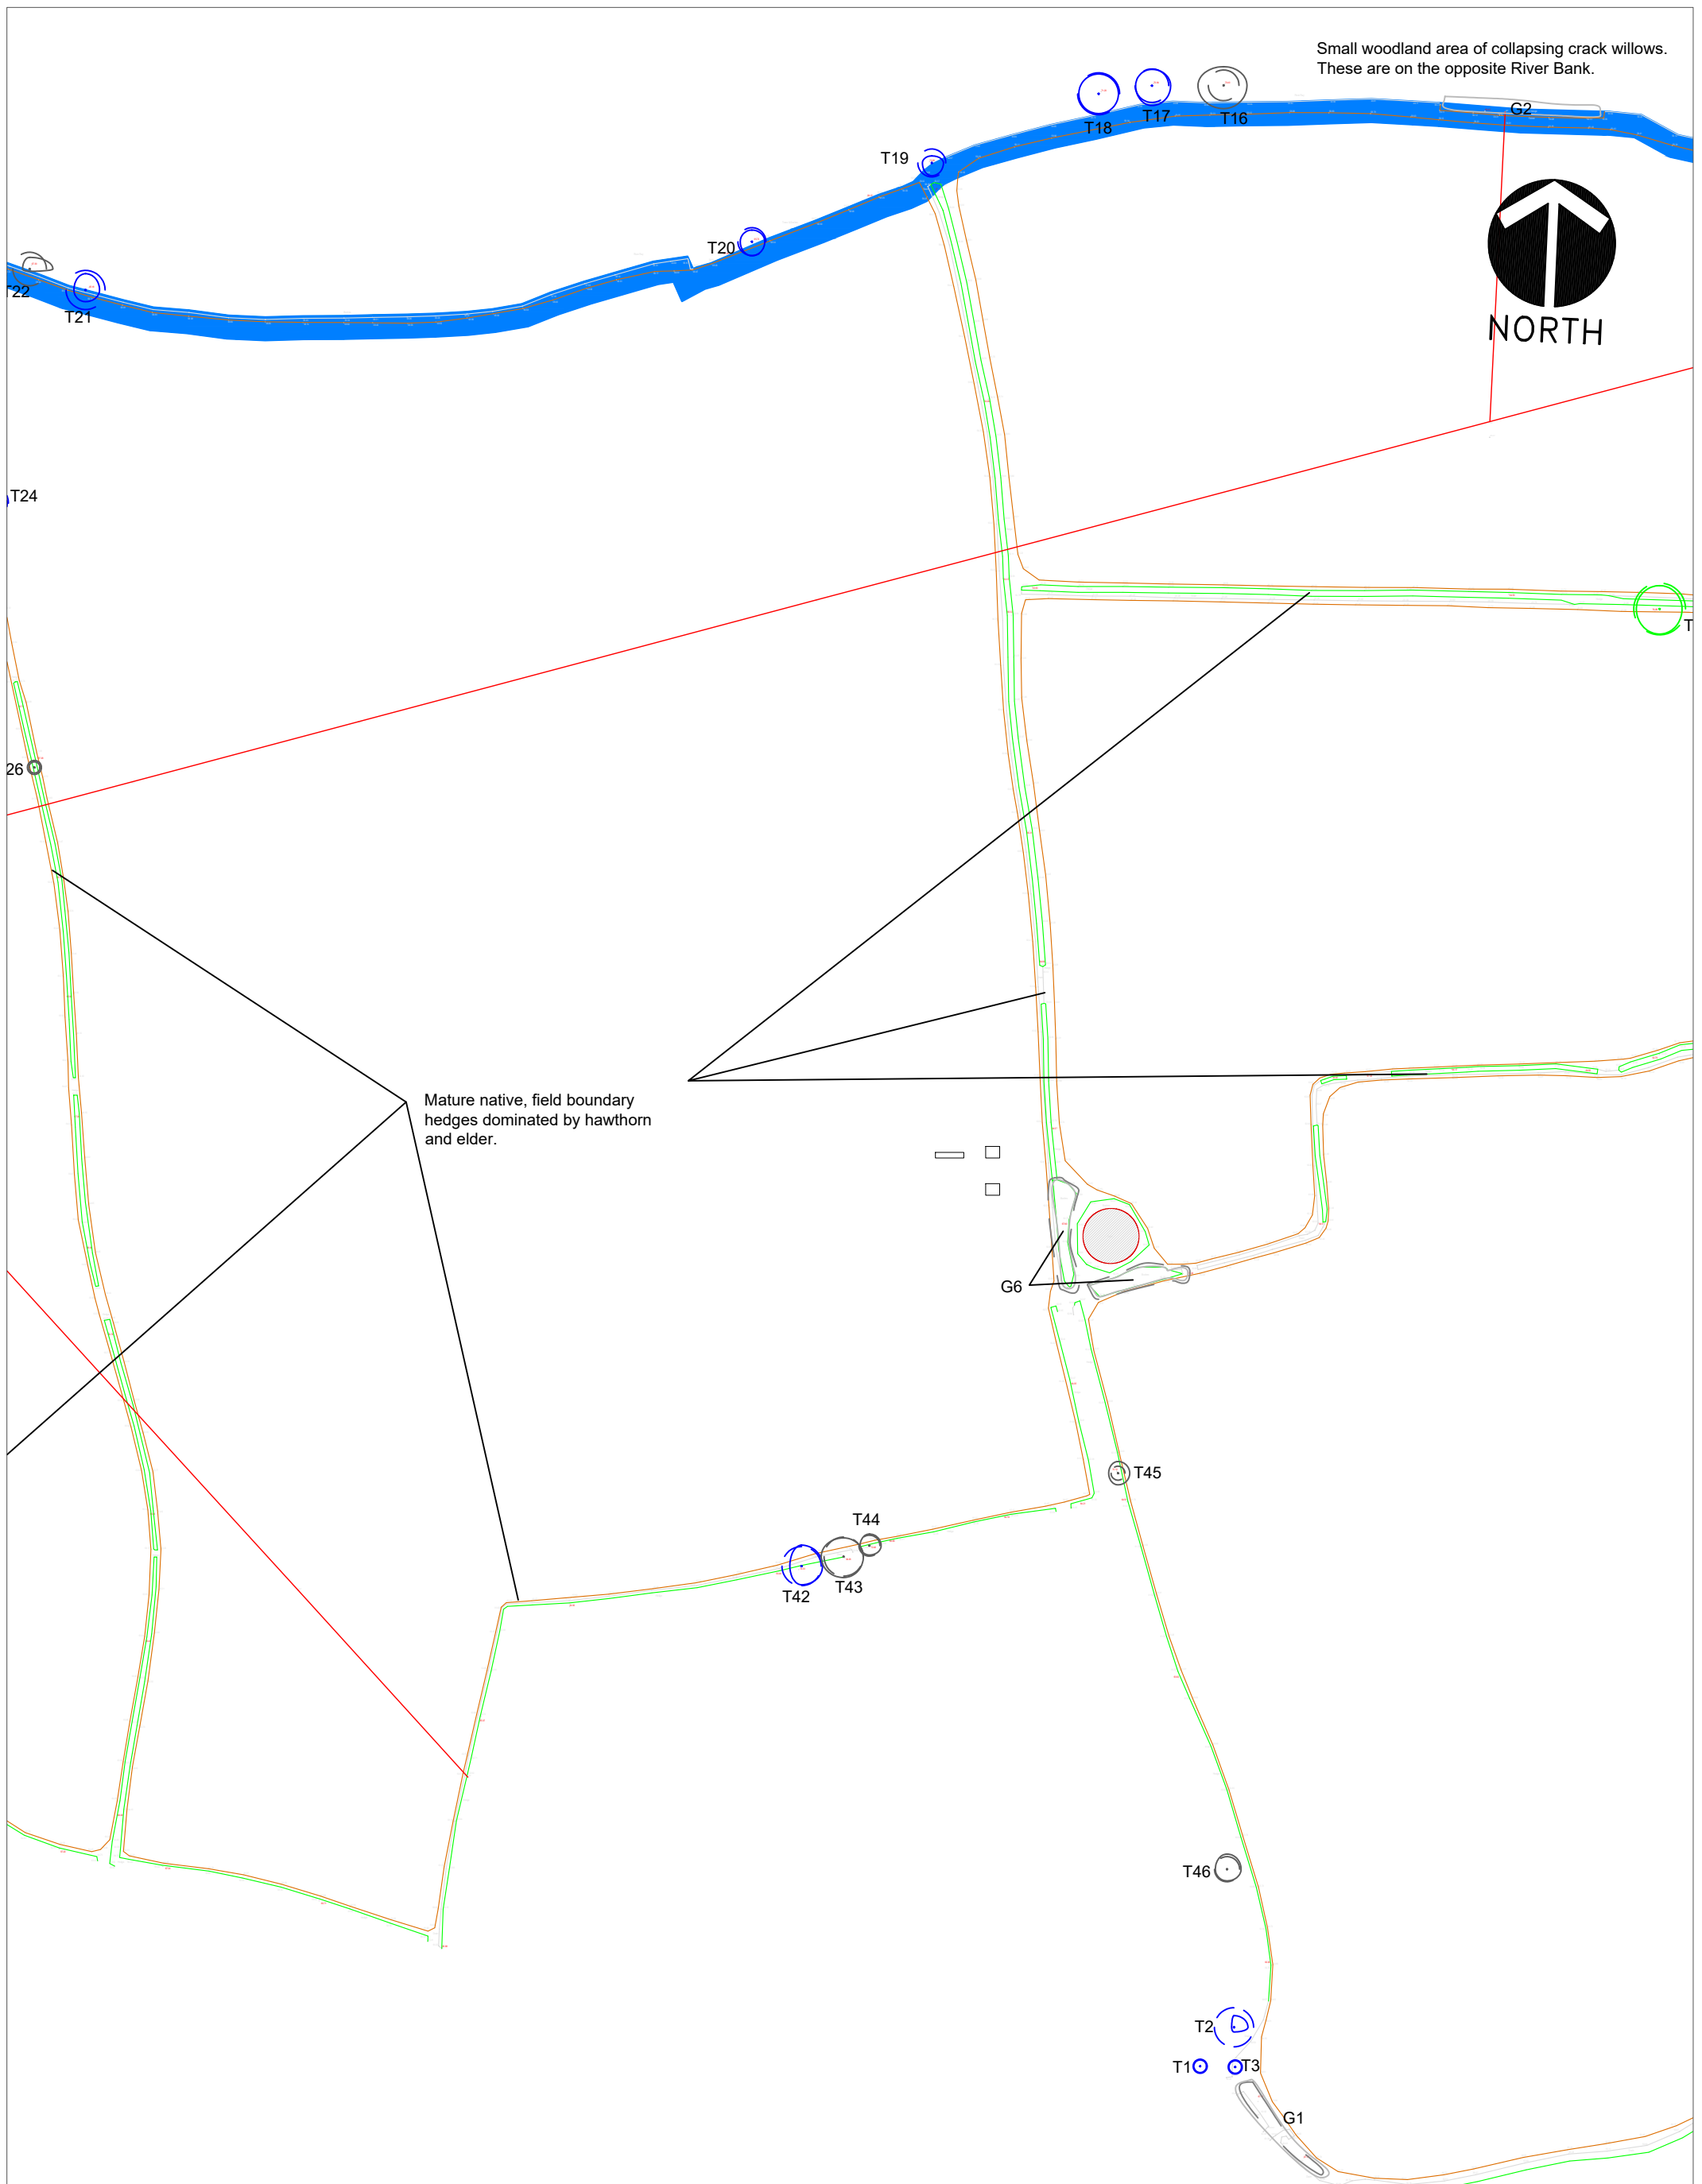 Small woodland area of collapsing crack willows.
These are on the opposite River Bank.
G2
T18
T17
T16
T19
T20
T22
T21
NORTH
T24
T
26
Mature native, field boundary
hedges dominated by hawthorn
and elder.
G6
T45
T44
T43
T42
T46
T2
T1
T3
G1